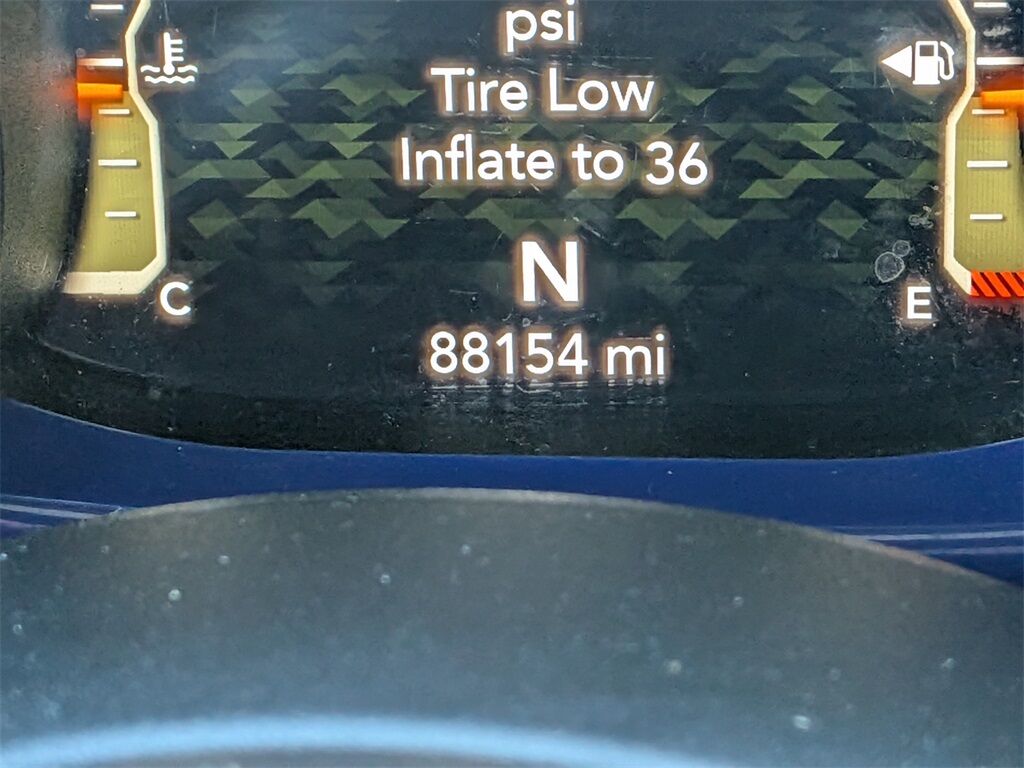 psi
Tire Low
Inflate to 36
N
C
E
88154 mi